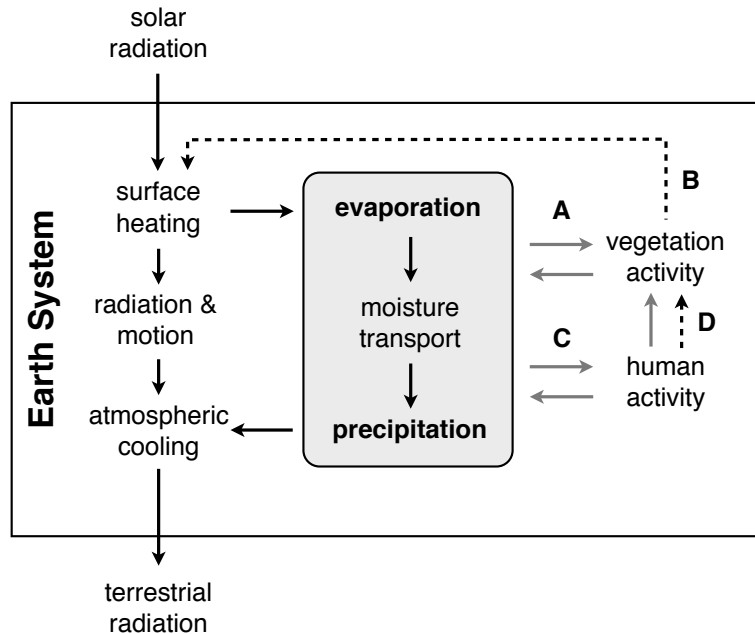 solar
radiation
Earth System
surface
heating
radiation &
motion
atmospheric
cooling
terrestrial
radiation
evaporation
moisture
transport
precipitation
A
B
vegetation
activity
C
D
human
activity